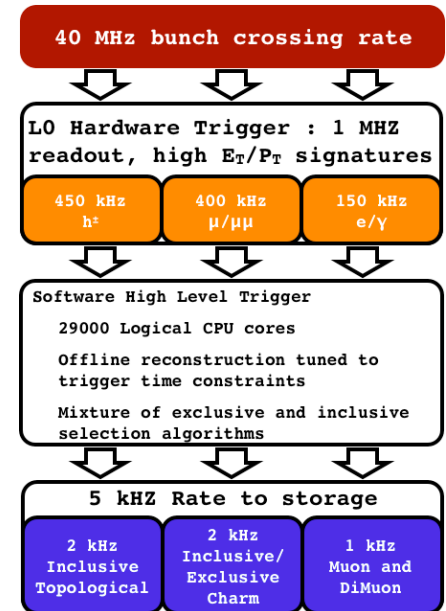 40 MHz bunch crossing rate
L0 Hardware Trigger : 1 MHZ
readout, high ET/PT signatures
450 kHz
h±
400 kHz
μ/μμ
150 kHz
e/γ
Software High Level Trigger
29000 Logical CPU cores
Offline reconstruction tuned to
trigger time constraints
Mixture of exclusive and inclusive
selection algorithms
5 kHZ Rate to storage
2 kHz
Inclusive
Topological
2 kHz
Inclusive/
Exclusive
Charm
1 kHz
Muon and
DiMuon